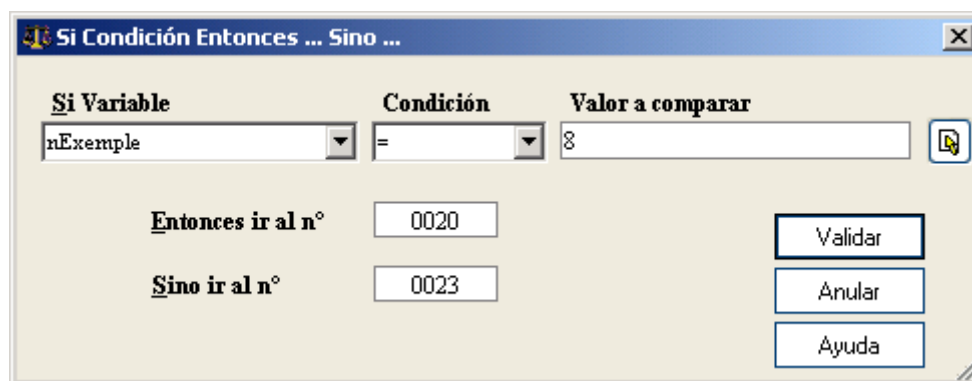 Si Condición Entonces ... Sino ...
Si Variable Condición Valor a comparar
nExemple = 8
Entonces ir al n° 0020
Validar
Sino ir al n° 0023
Anular
Ayuda